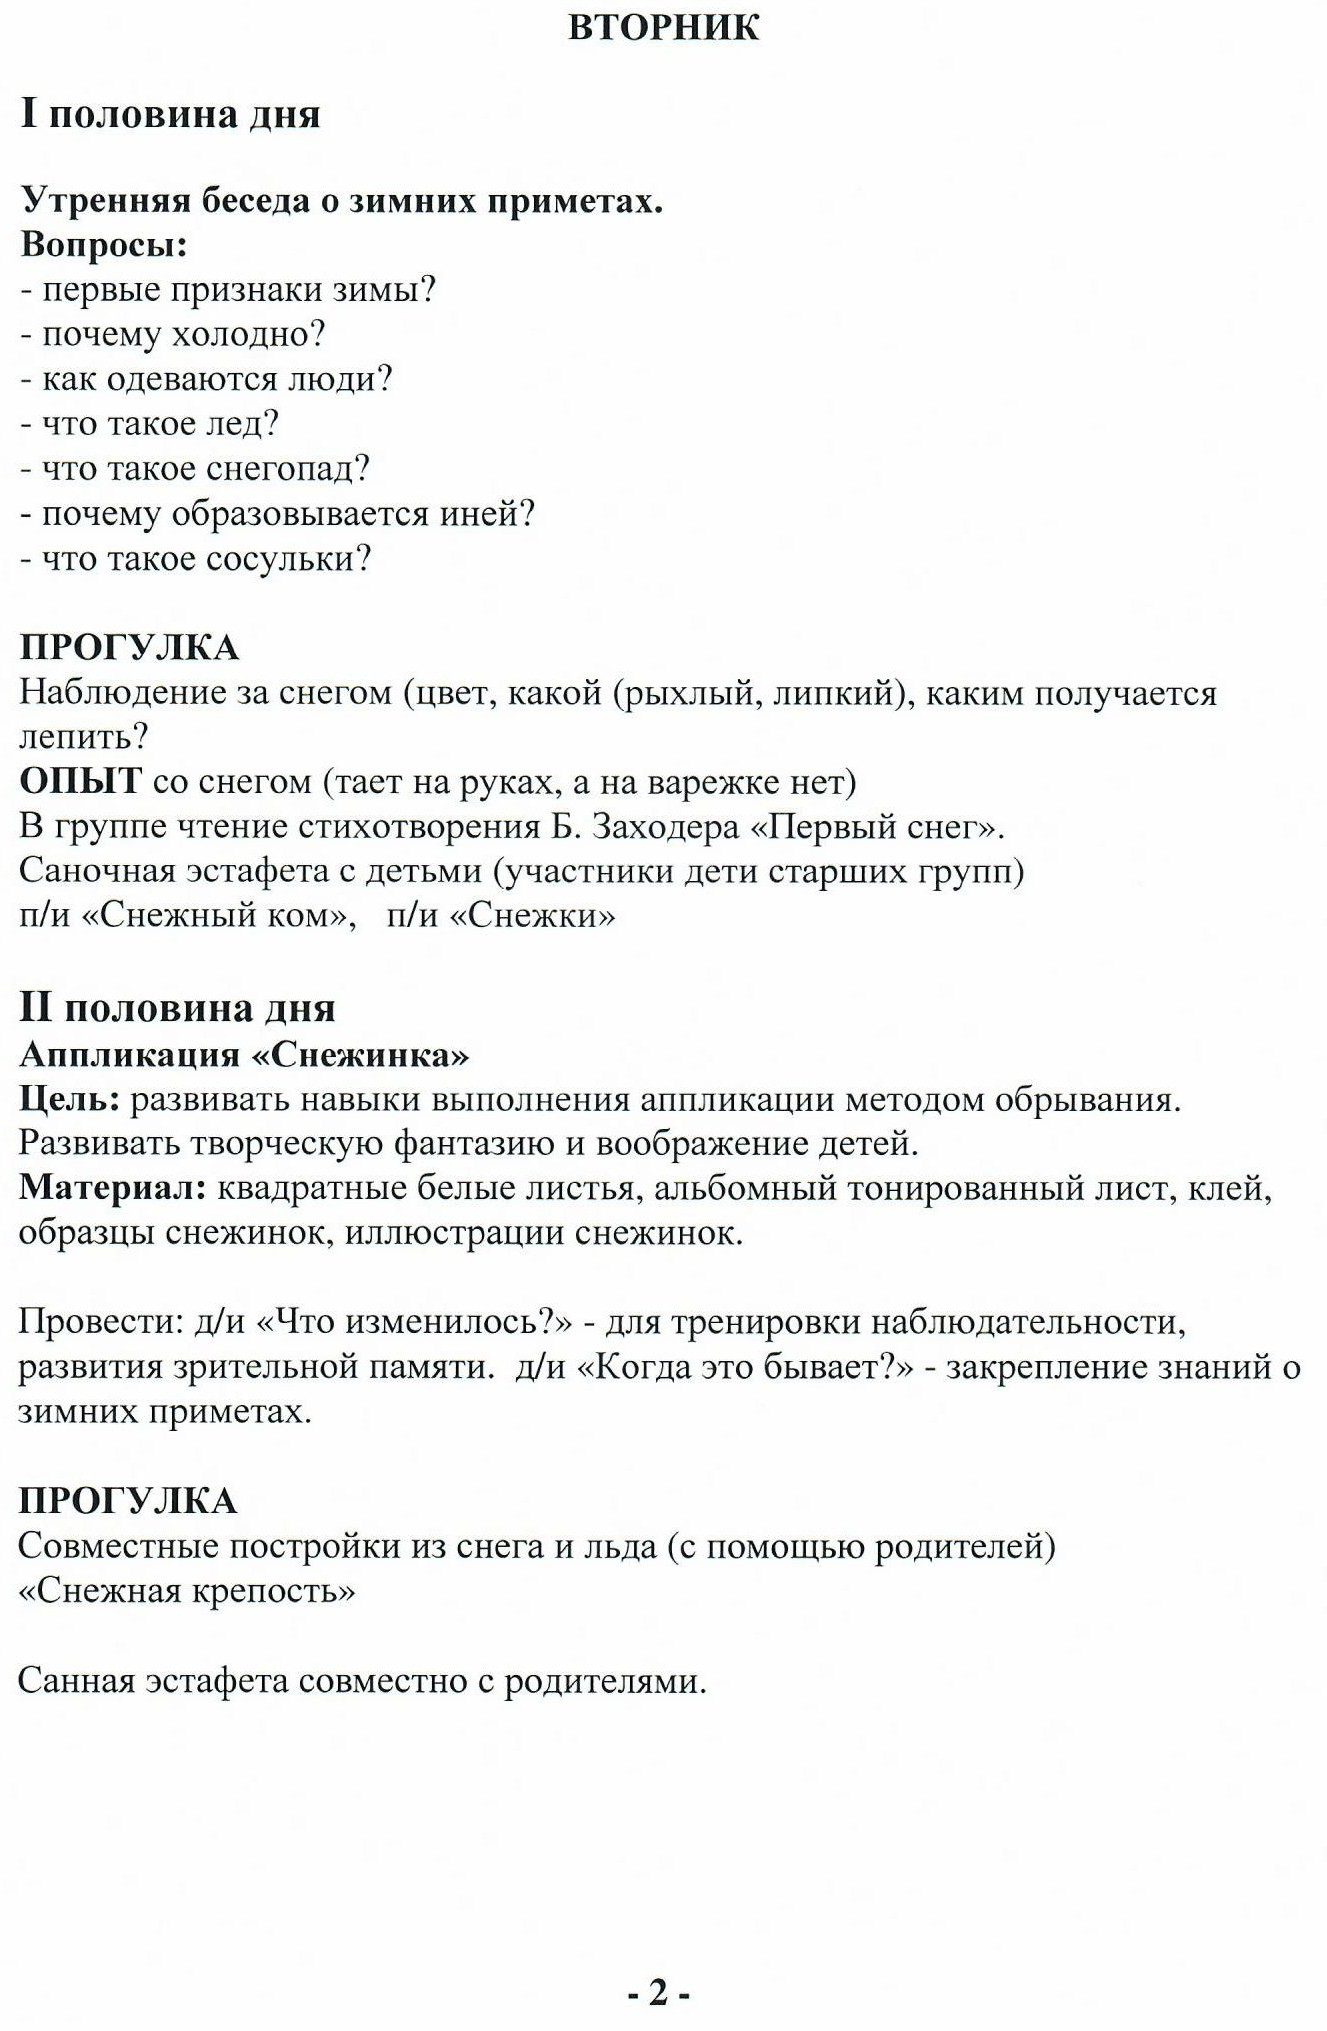 ВТОРНИК
I половина дня
Утренняя беседа о зимних приметах.
Вопросы:
- первые признаки зимы?
- почему холодно?
- как одеваются люди?
- что такое лед?
- что такое снегопад?
- почему образовывается иней?
- что такое сосульки?
ПРОГУЛКА
Наблюдение за снегом (цвет, какой (рыхлый, липкий), каким получается
лепить?
ОПЫТ со снегом (тает на руках, а на варежке нет)
В группе чтение стихотворения Б. Заходера «Первый снег».
Саночная эстафета с детьми (участники дети старших групп)
п/и «Снежный ком», п/и «Снежки»
II половина дня
Аппликация «Снежинка»
Цель: развивать навыки выполнения аппликации методом обрывания.
Развивать творческую фантазию и воображение детей.
Материал: квадратные белые листья, альбомный тонированный лист, клей,
образцы снежинок, иллюстрации снежинок.
Провести: д/и «Что изменилось?» - для тренировки наблюдательности,
развития зрительной памяти. д/и «Когда это бывает?» - закрепление знаний о
зимних приметах.
ПРОГУЛКА
Совместные постройки из снега и льда (с помощью родителей)
«Снежная крепость»
Санная эстафета совместно с родителями.
- 2 -